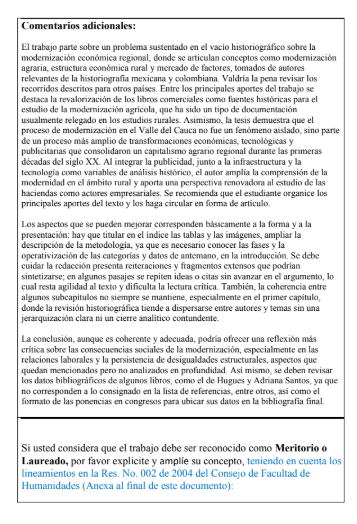 Comentarios adicionales:
El trabajo parte sobre un problema sustentado en el vacío historiográfico sobre la
modernización económica regional, donde se articulan conceptos como modernización
agraria, estructura económica rural y mercado de factores, tomados de autores
relevantes de la historiografía mexicana y colombiana. Valdría la pena revisar los
recorridos descritos para otros países. Entre los principales aportes del trabajo se
destaca la revalorización de los libros comerciales como fuentes históricas para el
estudio de la modernización agrícola, que ha sido un tipo de documentación
usualmente relegado en los estudios rurales. Asimismo, la tesis demuestra que el
proceso de modernización en el Valle del Cauca no fue un fenómeno aislado, sino parte
de un proceso más amplio de transformaciones económicas, tecnológicas y
publicitarias que consolidaron un capitalismo agrario regional durante las primeras
décadas del siglo XX. Al integrar la publicidad, junto a la infraestructura y la
tecnología como variables de análisis histórico, el autor amplía la comprensión de la
modernidad en el ámbito rural y aporta una perspectiva renovadora al estudio de las
haciendas como actores empresariales. Se recomienda que el estudiante organice los
principales aportes del texto y los haga circular en forma de artículo.
Los aspectos que se pueden mejorar corresponden básicamente a la forma y a la
presentación: hay que titular en el índice las tablas y las imágenes, ampliar la
descripción de la metodología, ya que es necesario conocer las fases y la
operativización de las categorías y datos de antemano, en la introducción. Se debe
cuidar la redacción presenta reiteraciones y fragmentos extensos que podrían
sintetizarse; en algunos pasajes se repiten ideas o citas sin avanzar en el argumento, lo
cual resta agilidad al texto y dificulta la lectura crítica. También, la coherencia entre
algunos subcapítulos no siempre se mantiene, especialmente en el primer capítulo,
donde la revisión historiográfica tiende a dispersarse entre autores y temas sin una
jerarquización clara ni un cierre analítico contundente.
La conclusión, aunque es coherente y adecuada, podría ofrecer una reflexión más
crítica sobre las consecuencias sociales de la modernización, especialmente en las
relaciones laborales y la persistencia de desigualdades estructurales, aspectos que
quedan mencionados pero no analizados en profundidad. Así mismo, se deben revisar
los datos bibliográficos de algunos libros, como el de Hugues y Adriana Santos, ya que
no corresponden a lo consignado en la lista de referencias, entre otros, así como el
formato de las ponencias en congresos para ubicar sus datos en la bibliografía final.
Si usted considera que el trabajo debe ser reconocido como Meritorio o
Laureado, por favor explicite y amplíe su concepto, teniendo en cuenta los
lineamientos en la Res. No. 002 de 2004 del Consejo de Facultad de
Humanidades (Anexa al final de este documento):